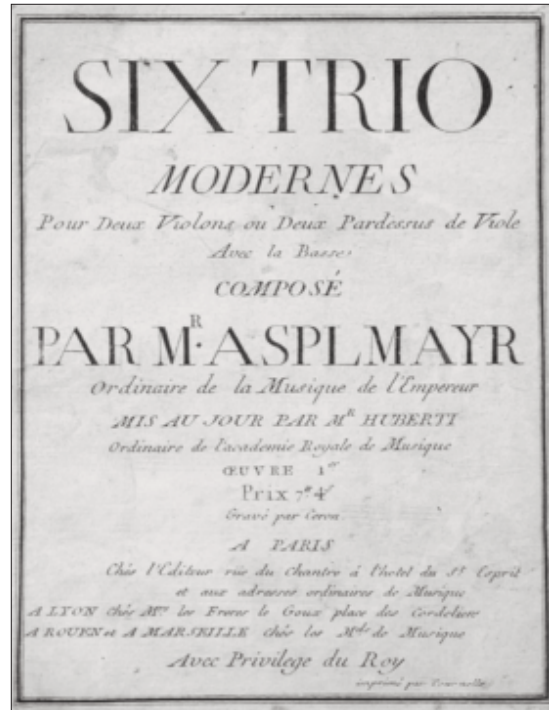 SIX TRIO
MODERNES
Pour Deux Violons ou Deux Pardessus de Viole
Avec la Basse.
COMPOSÉ
PAR MR. ASPLMAYR
Ordinaire de la Musique de l'Empereur
MIS AU JOUR PAR MR HUBERTI
Ordinaire de l'academie Royale de Musique
ŒUVRE 1er
Prix 7# 4s
Gravé par Ceron.
A PARIS
Chés l'Editeur rue du Chantre à l'hotel du St Esprit
et aux adresses ordinaires de Musique
A LYON chés Mrs les Freres le Goux place des Cordeliers
A ROUEN et A MARSEILLE chés les Mds de Musique
Avec Privilege du Roy
imprimé par Tournelle